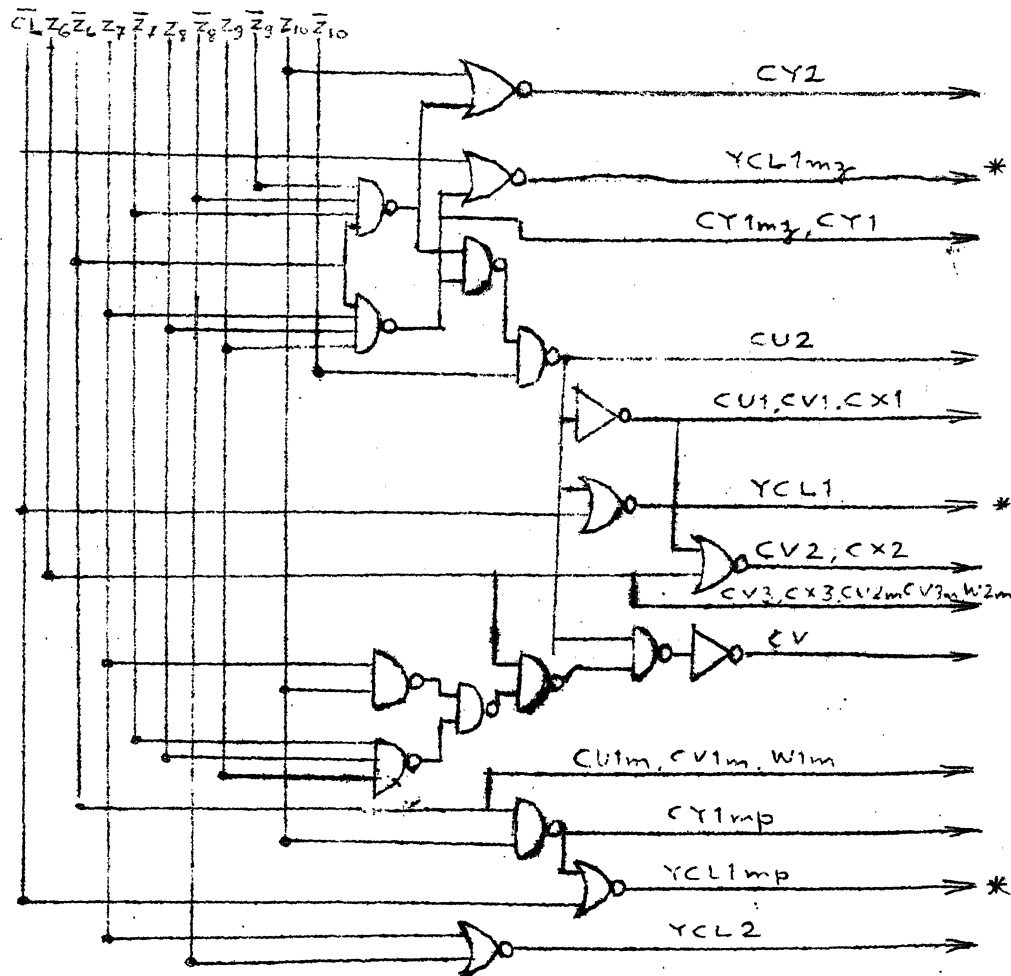 C̅L̅ Z6 Z̅6 Z7 Z̅7 Z8 Z̅8 Z9 Z̅9 Z10 Z̅10
CY2
YCL1mz *
CY1mz, CY1
CU2
CU1, CV1, CX1
YCL1 *
CV2, CX2
CV3, CX3, CV2m CV3m W2m
CV
CU1m, CV1m, W1m
CY1mp
YCL1mp *
YCL2